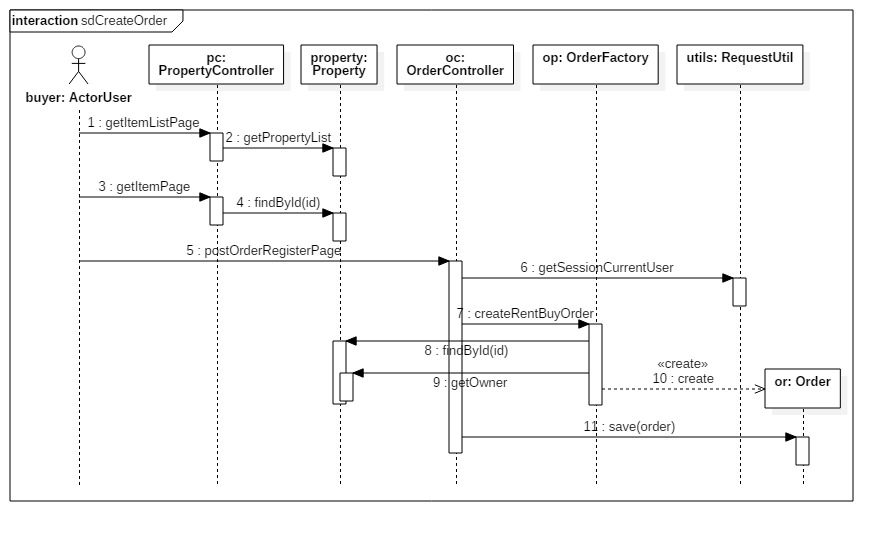 interaction sdCreateOrder
buyer: ActorUser
pc:
PropertyController
property:
Property
oc:
OrderController
op: OrderFactory
utils: RequestUtil
1 : getItemListPage
2 : getPropertyList
3 : getItemPage
4 : findById(id)
5 : postOrderRegisterPage
6 : getSessionCurrentUser
7 : createRentBuyOrder
8 : findById(id)
9 : getOwner
«create»
10 : create
or: Order
11 : save(order)